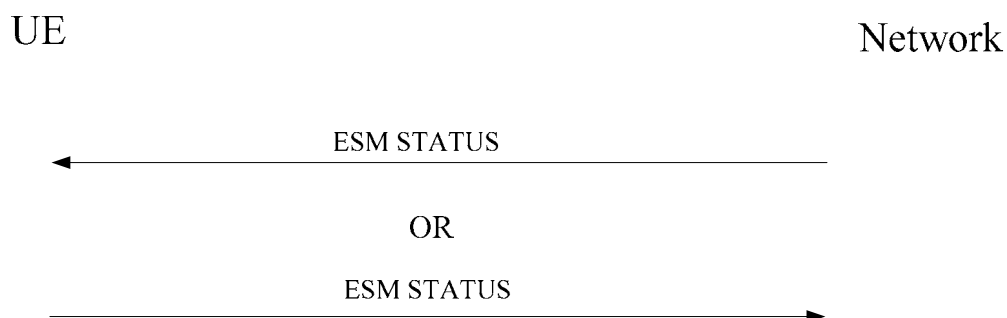 UE
Network
ESM STATUS
OR
ESM STATUS